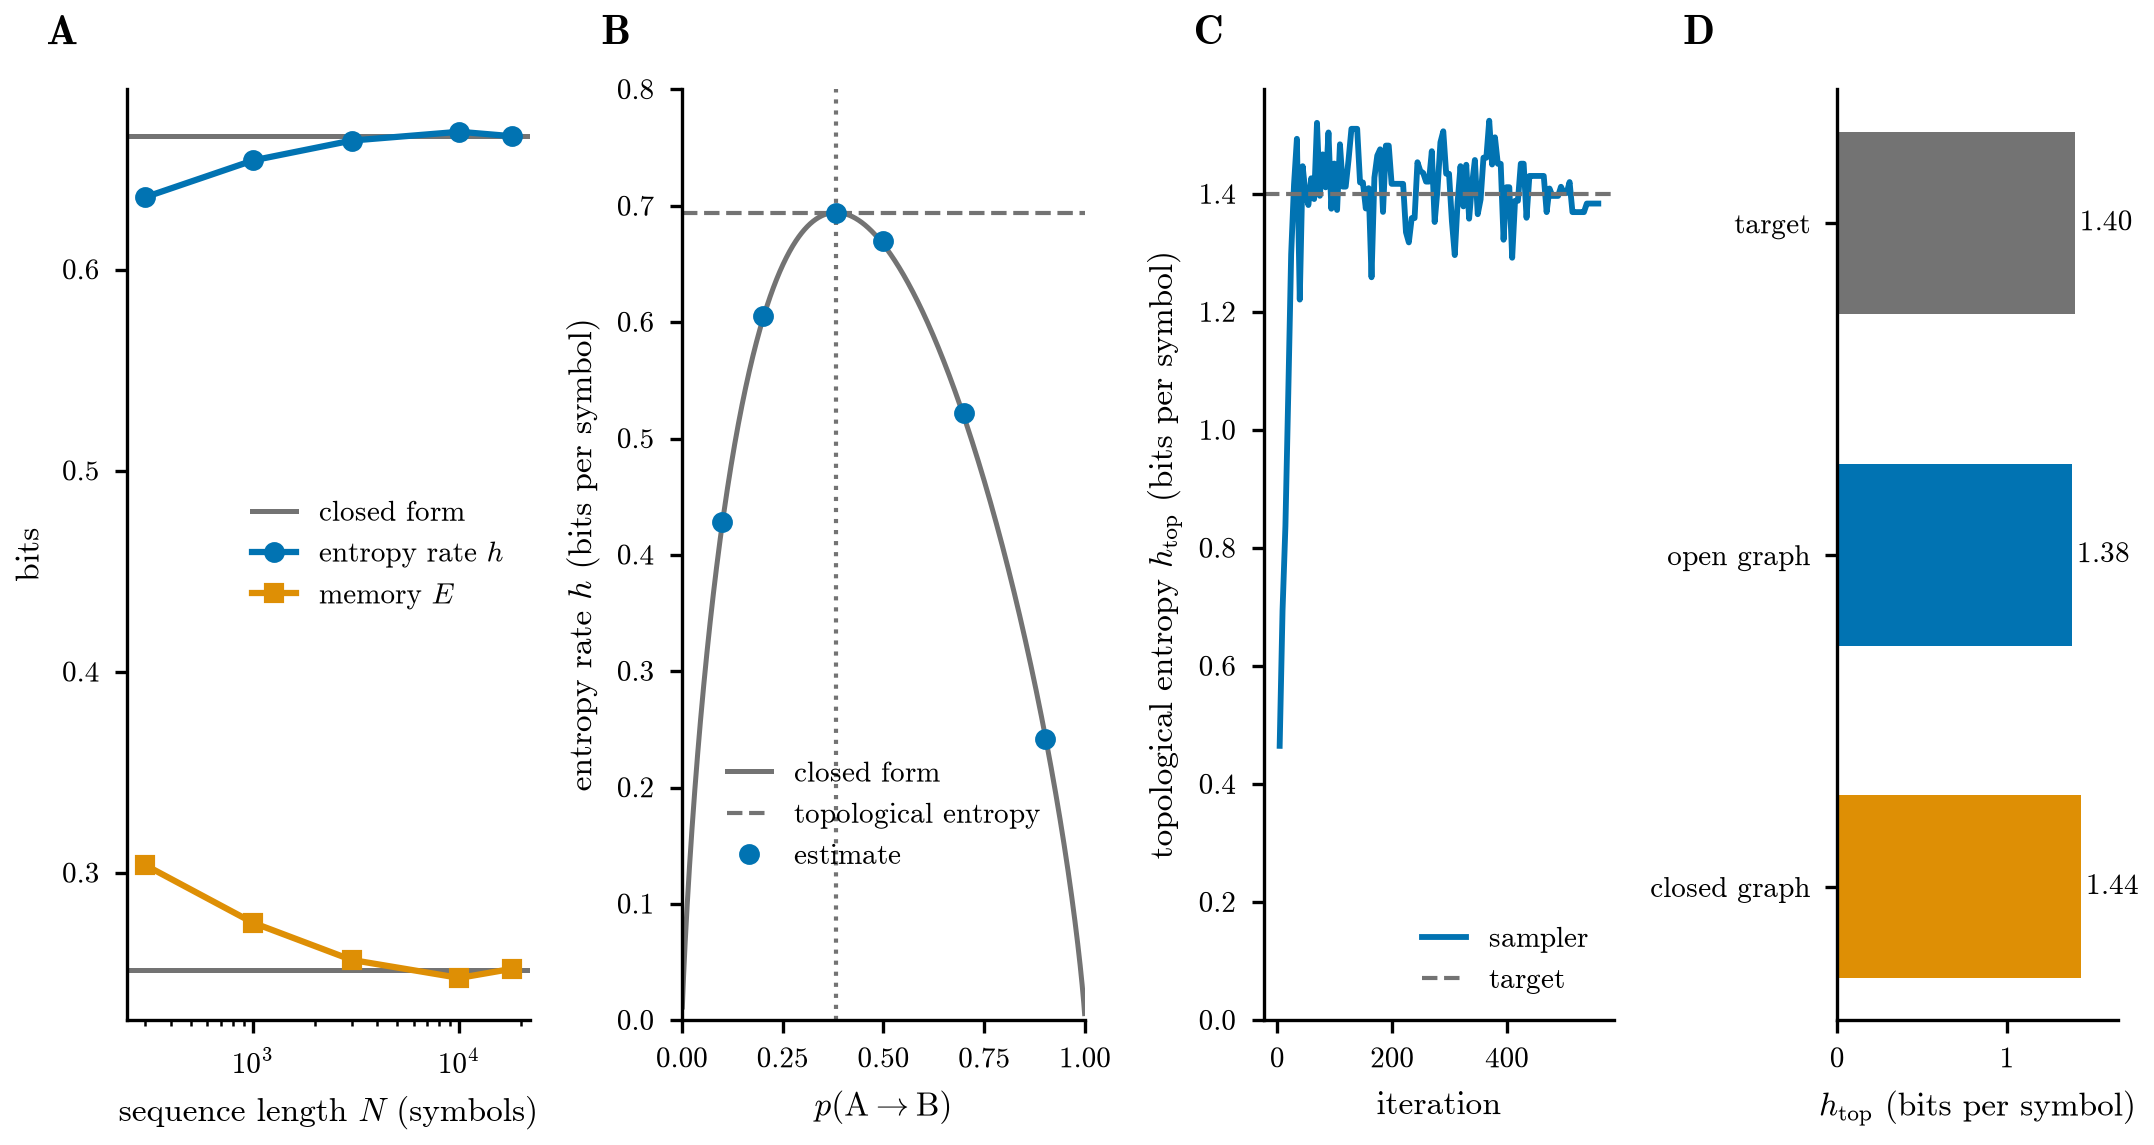 A
bits
0.6
0.5
0.4
0.3
closed form
entropy rate h
memory E
10³
10⁴
sequence length N (symbols)
B
entropy rate h (bits per symbol)
0.8
0.7
0.6
0.5
0.4
0.3
0.2
0.1
0.0
closed form
topological entropy
estimate
0.00
0.25
0.50
0.75
1.00
p(A → B)
C
topological entropy h_top (bits per symbol)
1.4
1.2
1.0
0.8
0.6
0.4
0.2
0.0
sampler
target
0
200
400
iteration
D
target
1.40
open graph
1.38
closed graph
1.44
0
1
h_top (bits per symbol)